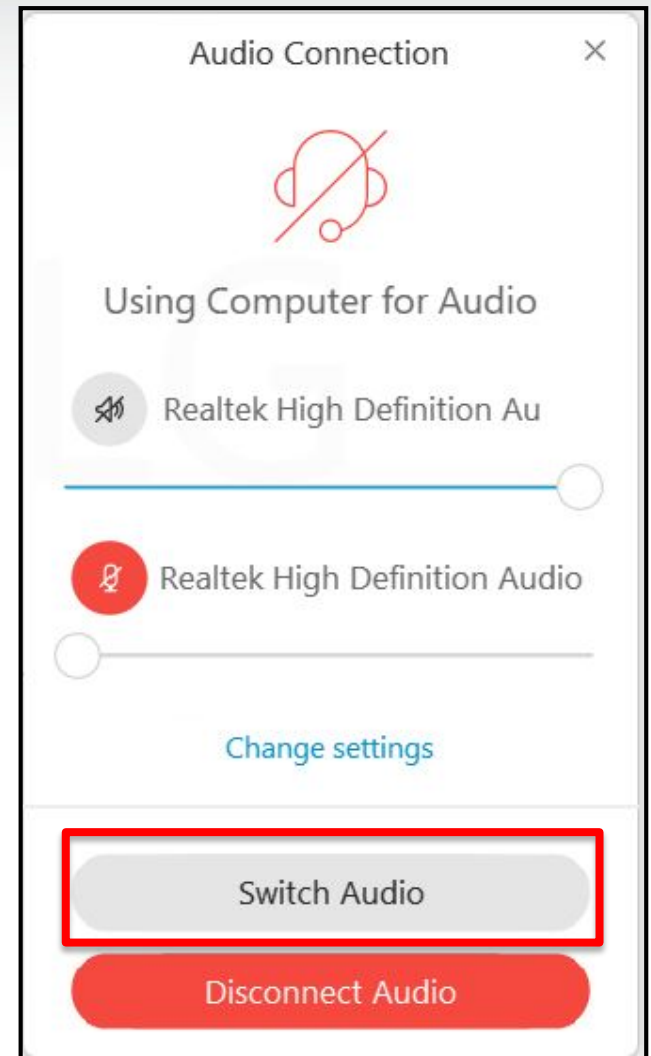 Audio Connection
Using Computer for Audio
Realtek High Definition Au
Realtek High Definition Audio
Change settings
Switch Audio
Disconnect Audio